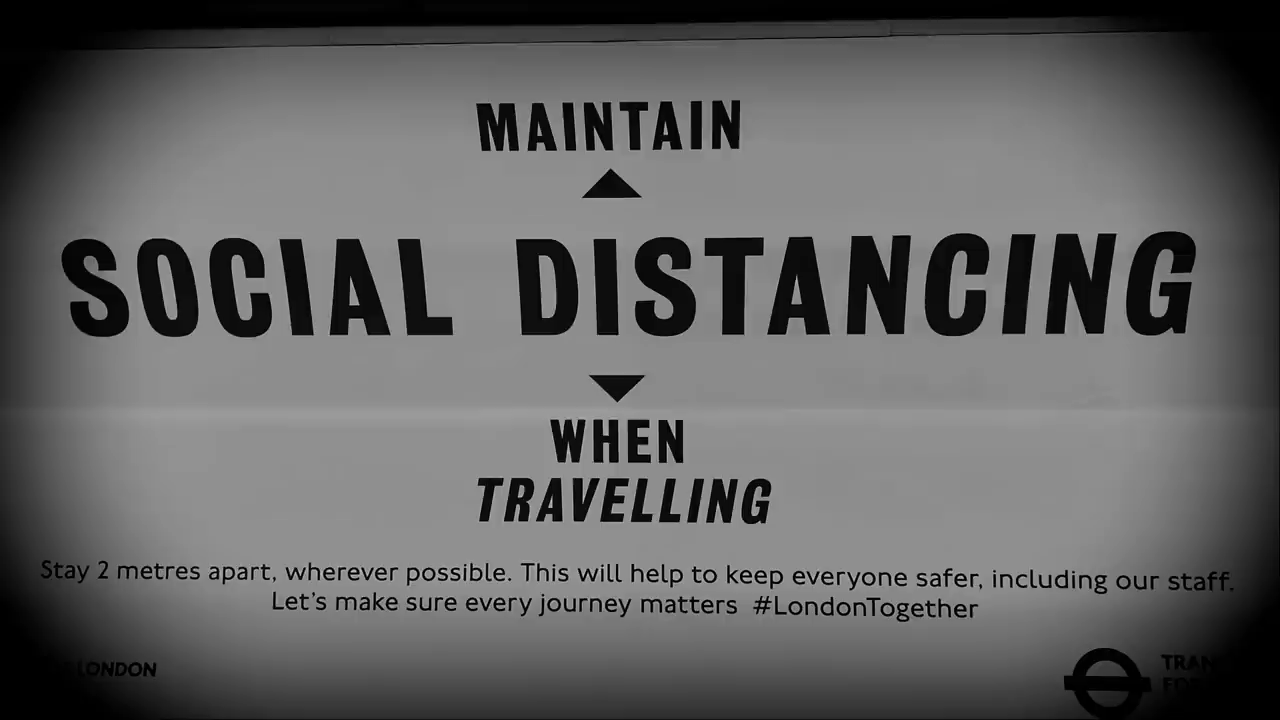 MAINTAIN
SOCIAL DISTANCING
WHEN
TRAVELLING
Stay 2 metres apart, wherever possible. This will help to keep everyone safer, including our staff.
Let's make sure every journey matters #LondonTogether
LONDON